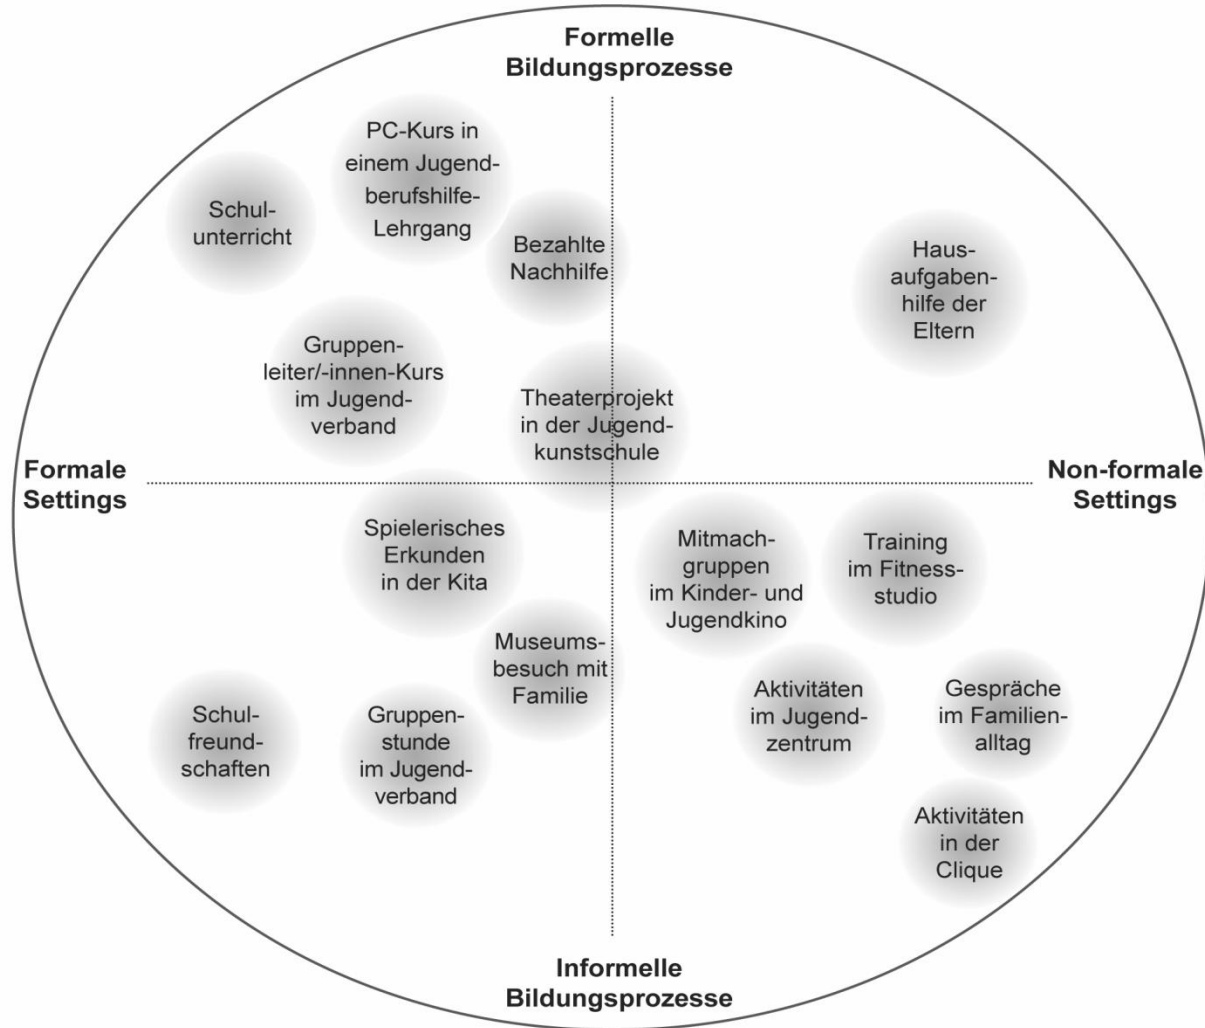 Formelle
Bildungsprozesse
PC-Kurs in
einem Jugend-
berufshilfe-
Lehrgang
Schul-
unterricht
Bezahlte
Nachhilfe
Haus-
aufgaben-
hilfe der
Eltern
Gruppen-
leiter/-innen-Kurs
im Jugend-
verband
Theaterprojekt
in der Jugend-
kunstschule
Formale
Settings
Non-formale
Settings
Spielerisches
Erkunden
in der Kita
Mitmach-
gruppen
im Kinder- und
Jugendkino
Training
im Fitness-
studio
Museums-
besuch mit
Familie
Schul-
freund-
schaften
Gruppen-
stunde
im Jugend-
verband
Aktivitäten
im Jugend-
zentrum
Gespräche
im Familien-
alltag
Aktivitäten
in der
Clique
Informelle
Bildungsprozesse